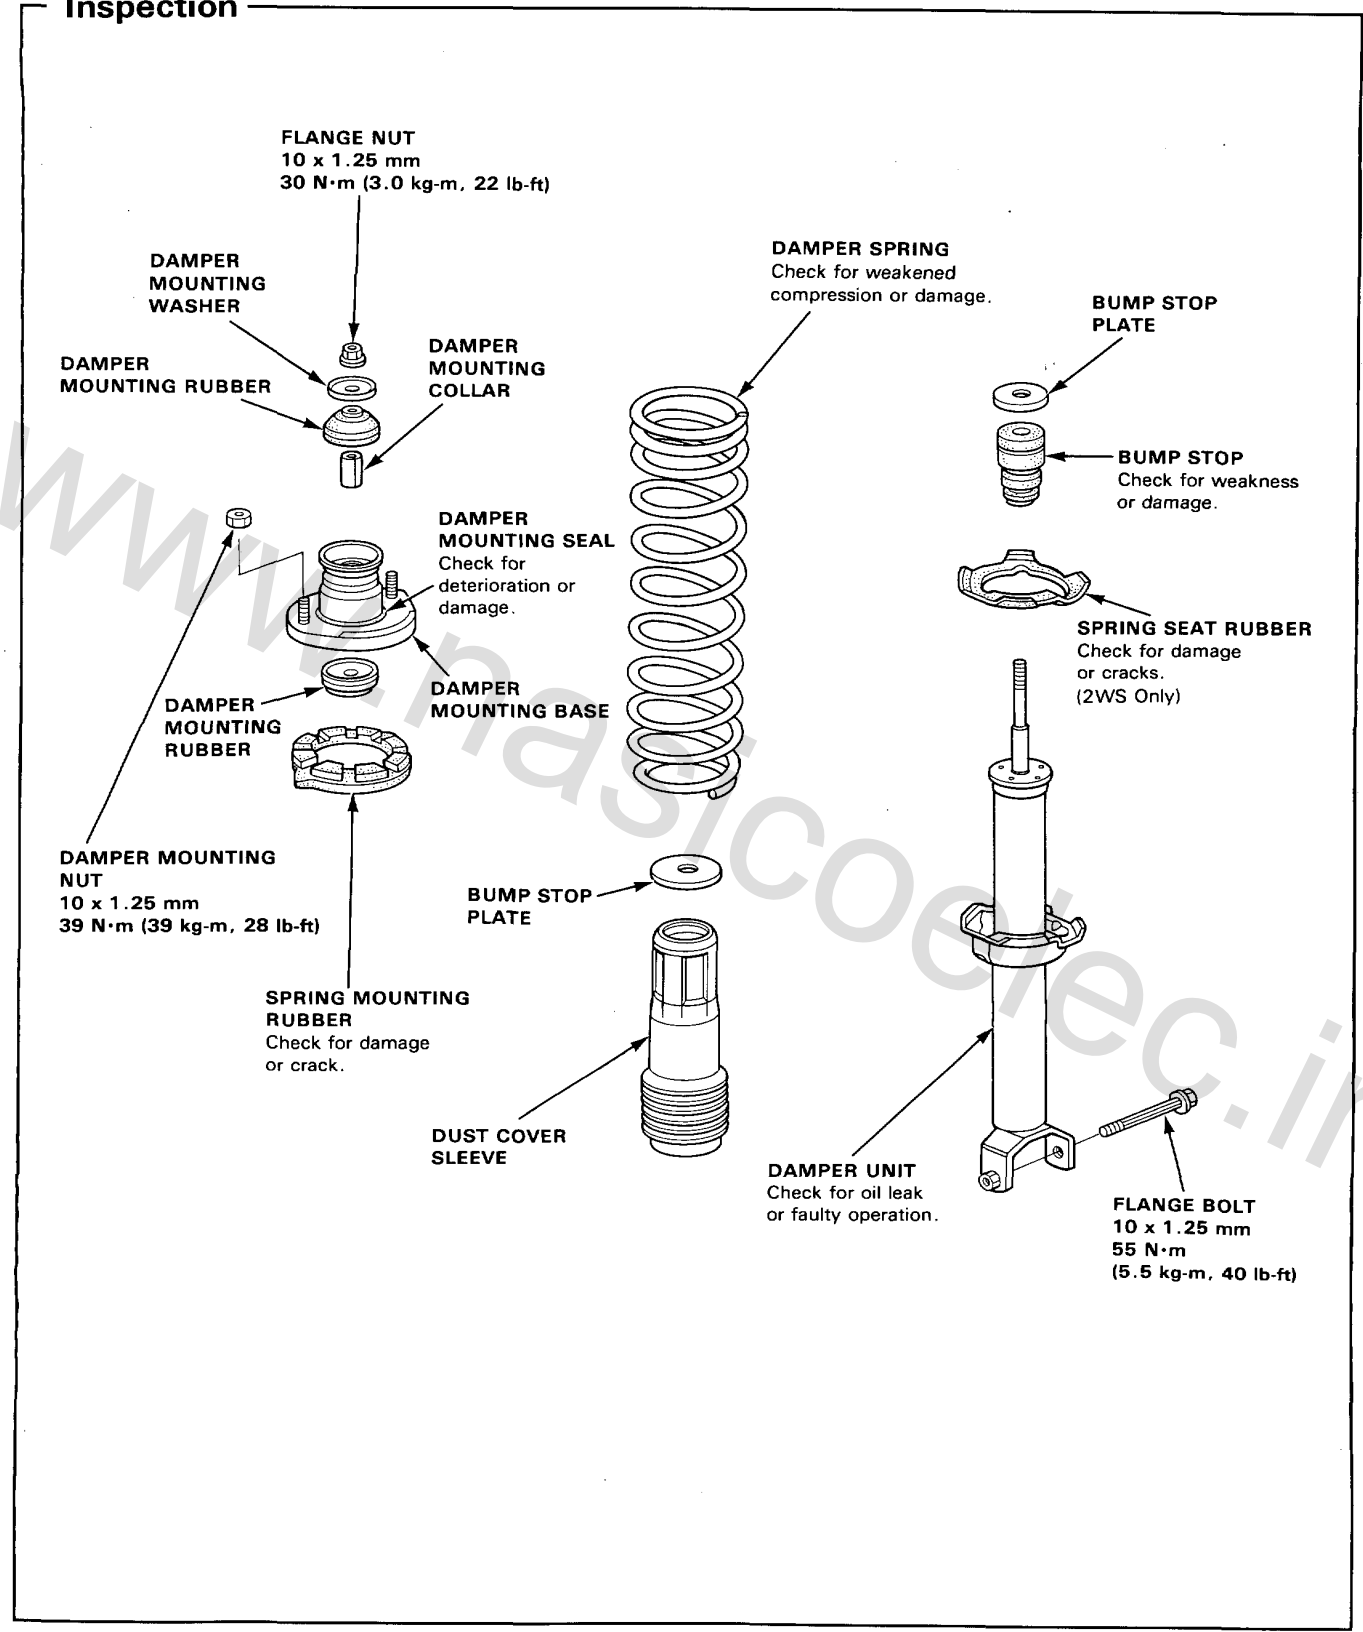 Inspection
FLANGE NUT
10 x 1.25 mm
30 N·m (3.0 kg-m, 22 lb-ft)
DAMPER
MOUNTING
WASHER
DAMPER
MOUNTING RUBBER
DAMPER
MOUNTING
COLLAR
DAMPER
MOUNTING SEAL
Check for
deterioration or
damage.
DAMPER
MOUNTING BASE
DAMPER
MOUNTING
RUBBER
DAMPER MOUNTING
NUT
10 x 1.25 mm
39 N·m (39 kg-m, 28 lb-ft)
SPRING MOUNTING
RUBBER
Check for damage
or crack.
DAMPER SPRING
Check for weakened
compression or damage.
BUMP STOP
PLATE
DUST COVER
SLEEVE
BUMP STOP
PLATE
BUMP STOP
Check for weakness
or damage.
SPRING SEAT RUBBER
Check for damage
or cracks.
(2WS Only)
DAMPER UNIT
Check for oil leak
or faulty operation.
FLANGE BOLT
10 x 1.25 mm
55 N·m
(5.5 kg-m, 40 lb-ft)
www.nasjcoelec.ir